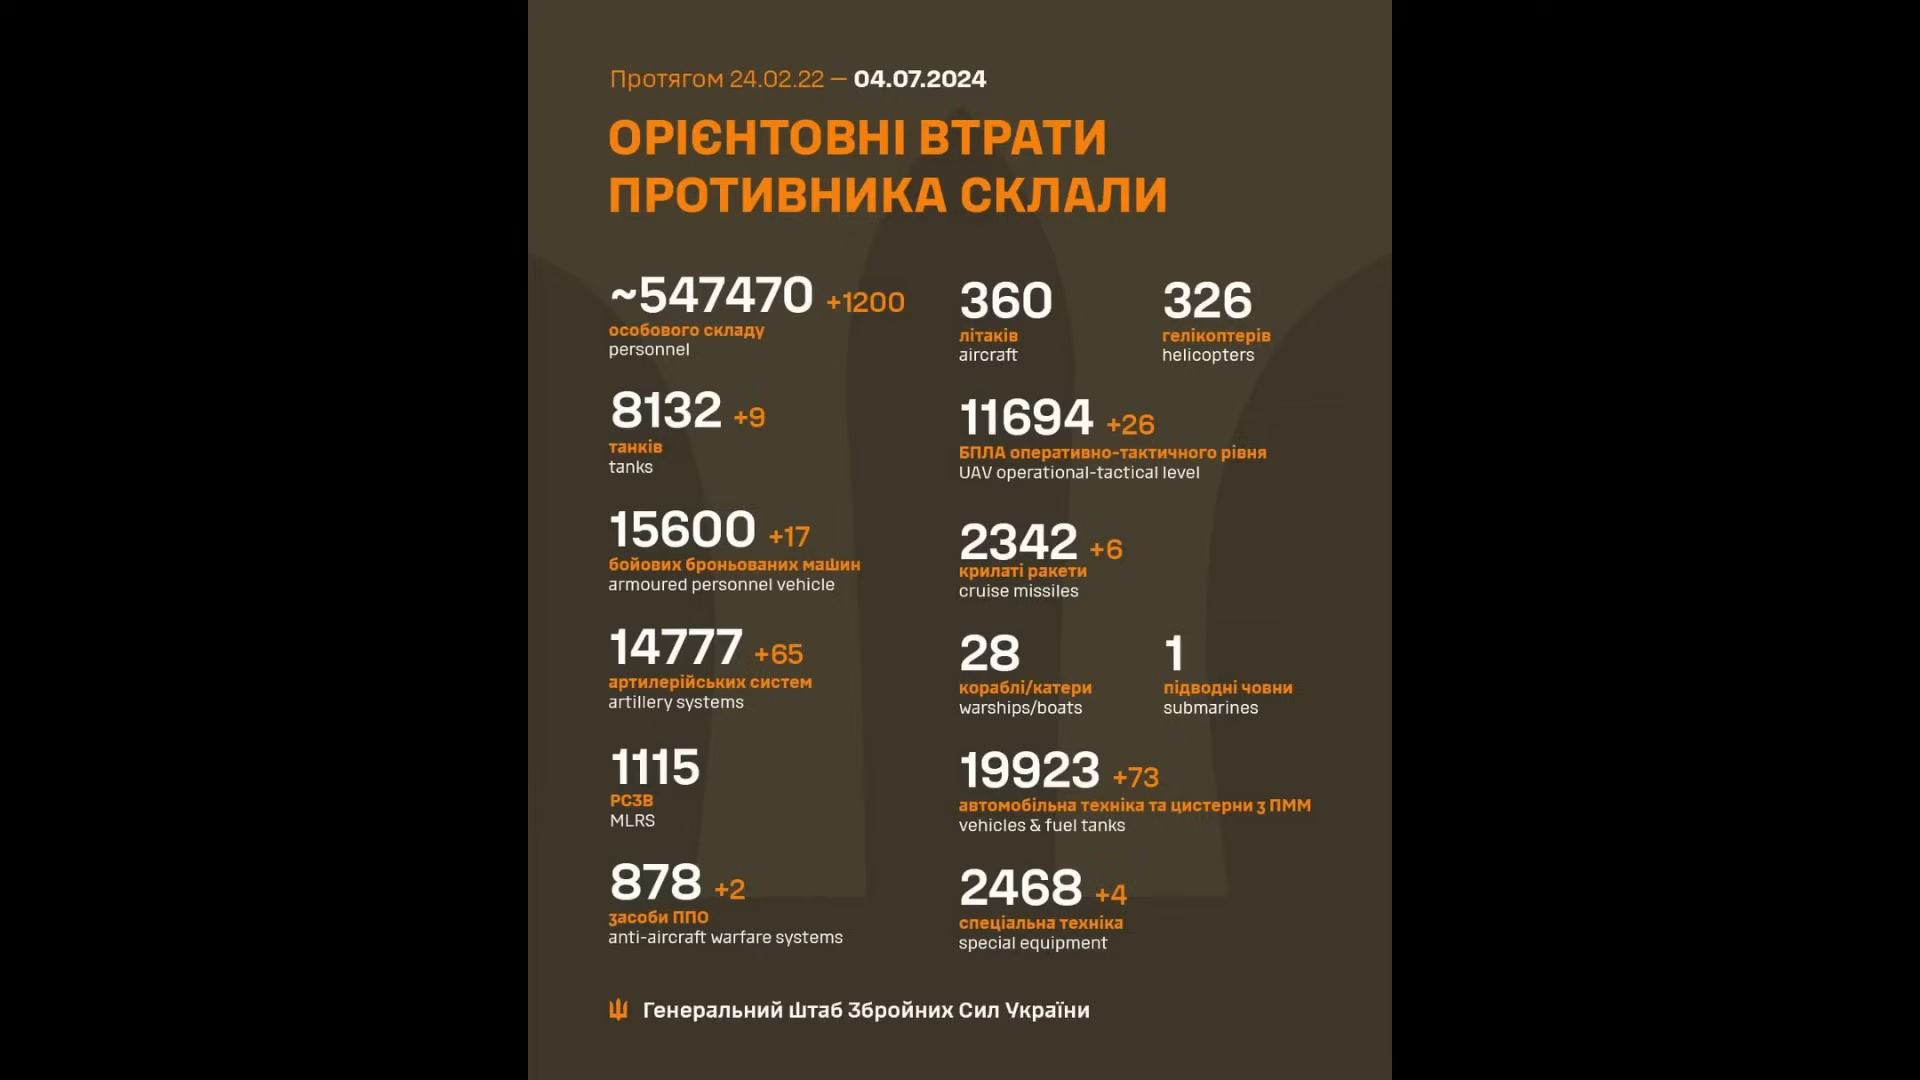 Протягом 24.02.22 — 04.07.2024
ОРІЄНТОВНІ ВТРАТИ
ПРОТИВНИКА СКЛАЛИ
~547470 +1200
особового складу
personnel
8132 +9
танків
tanks
15600 +17
бойових броньованих машин
armoured personnel vehicle
14777 +65
артилерійських систем
artillery systems
1115
РСЗВ
MLRS
878 +2
засоби ППО
anti-aircraft warfare systems
360
літаків
aircraft
326
гелікоптерів
helicopters
11694 +26
БПЛА оперативно-тактичного рівня
UAV operational-tactical level
2342 +6
крилаті ракети
cruise missiles
28
кораблі/катери
warships/boats
1
підводні човни
submarines
19923 +73
автомобільна техніка та цистерни з ПММ
vehicles & fuel tanks
2468 +4
спеціальна техніка
special equipment
Генеральний штаб Збройних Сил України